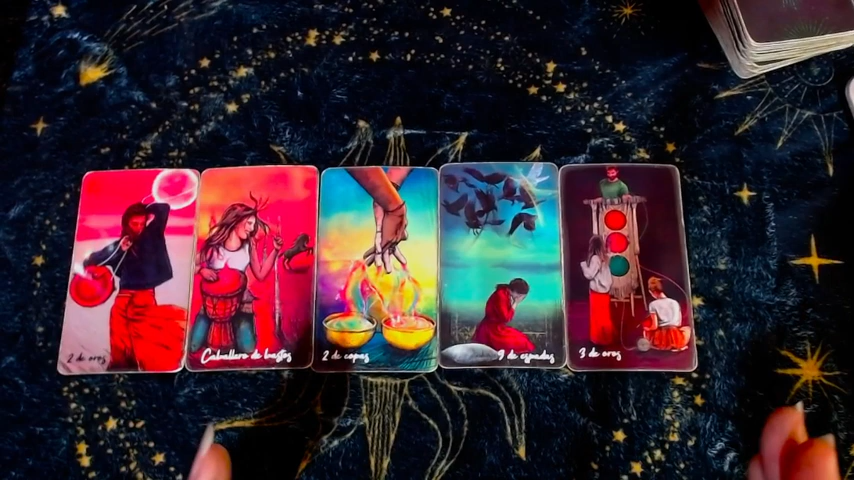 2 de oros
Caballero de bastos
2 de copas
9 de espadas
3 de oros